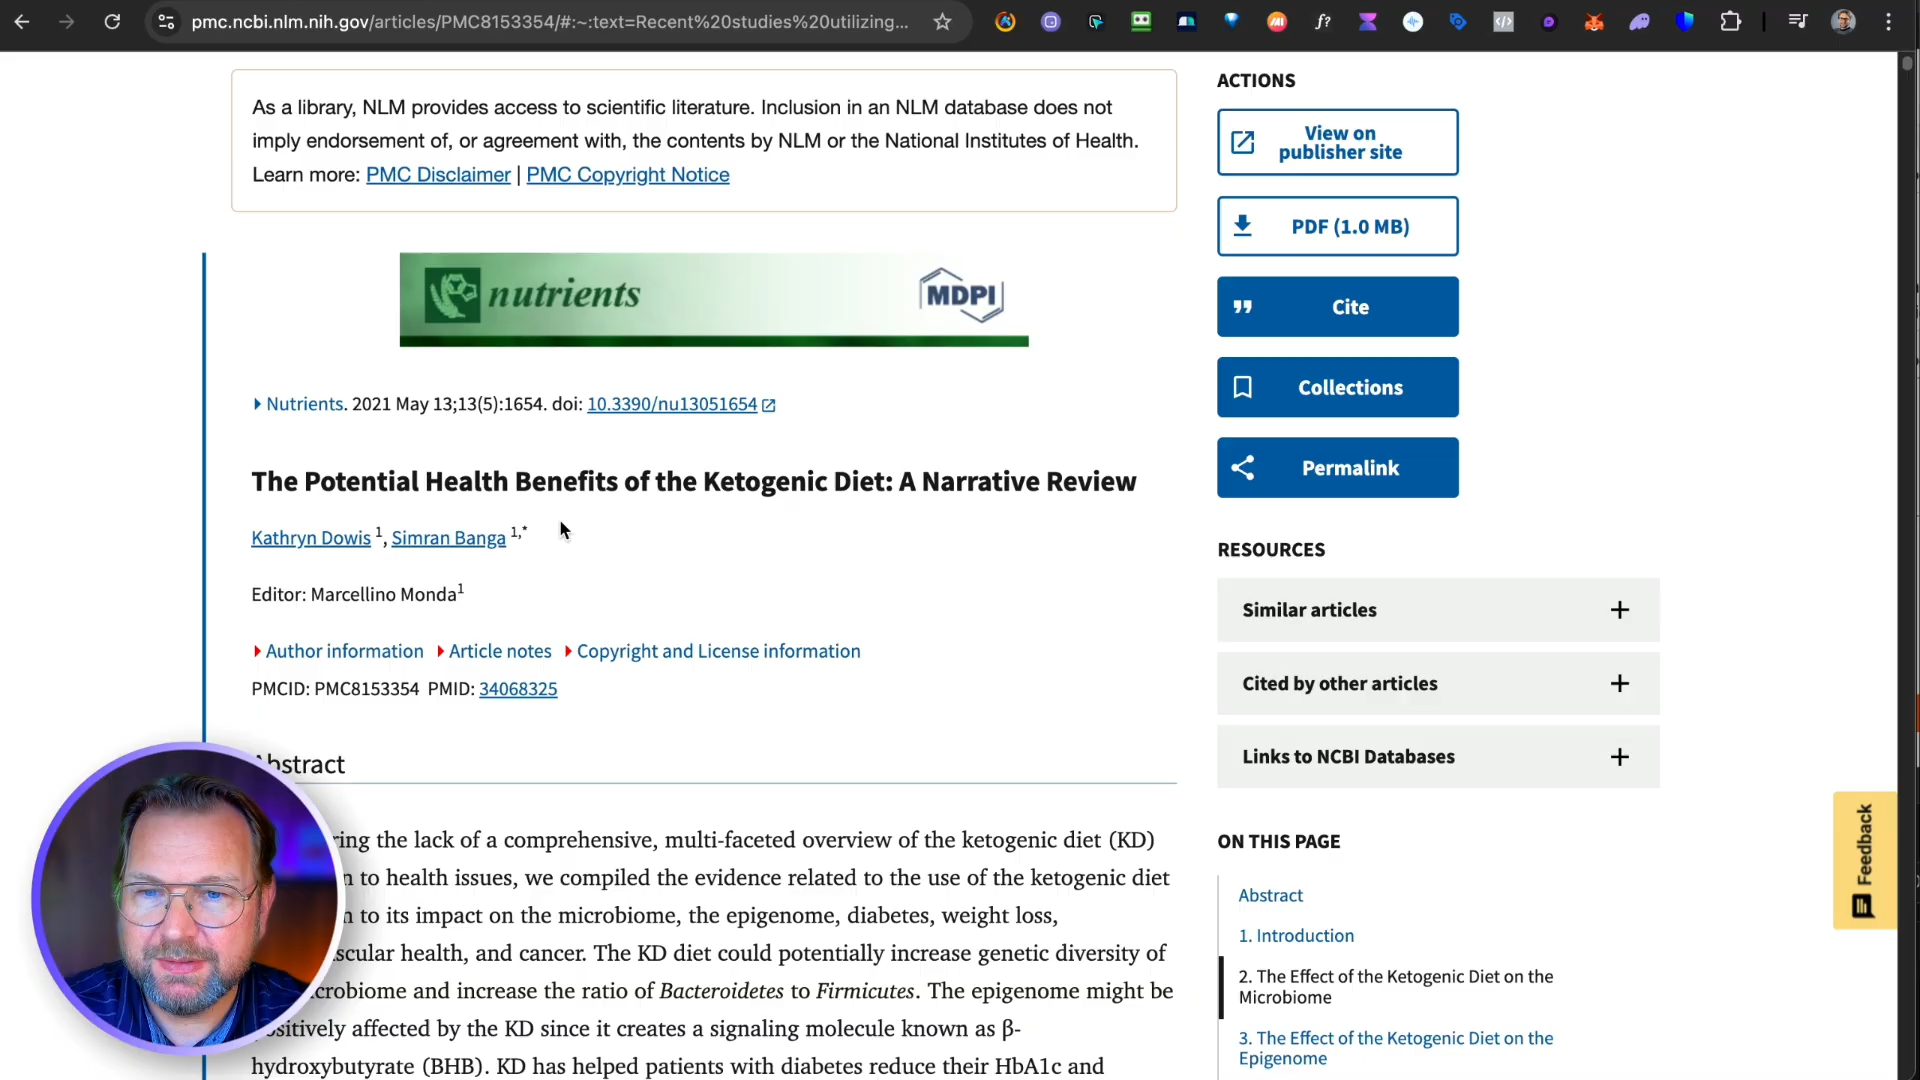 pmc.ncbi.nlm.nih.gov/articles/PMC8153354/#:~:text=Recent%20studies%20utilizing...
As a library, NLM provides access to scientific literature. Inclusion in an NLM database does not
imply endorsement of, or agreement with, the contents by NLM or the National Institutes of Health.
Learn more: PMC Disclaimer | PMC Copyright Notice
nutrients
MDPI
Nutrients. 2021 May 13;13(5):1654. doi: 10.3390/nu13051654
The Potential Health Benefits of the Ketogenic Diet: A Narrative Review
Kathryn Dowis 1, Simran Banga 1,*
Editor: Marcellino Monda1
Author information Article notes Copyright and License information
PMCID: PMC8153354 PMID: 34068325
bstract
ring the lack of a comprehensive, multi-faceted overview of the ketogenic diet (KD)
n to health issues, we compiled the evidence related to the use of the ketogenic diet
n to its impact on the microbiome, the epigenome, diabetes, weight loss,
scular health, and cancer. The KD diet could potentially increase genetic diversity of
crobiome and increase the ratio of Bacteroidetes to Firmicutes. The epigenome might be
sitively affected by the KD since it creates a signaling molecule known as β-
hydroxybutyrate (BHB). KD has helped patients with diabetes reduce their HbA1c and
ACTIONS
View on
publisher site
PDF (1.0 MB)
Cite
Collections
Permalink
RESOURCES
Similar articles
Cited by other articles
Links to NCBI Databases
ON THIS PAGE
Abstract
1. Introduction
2. The Effect of the Ketogenic Diet on the
Microbiome
3. The Effect of the Ketogenic Diet on the
Epigenome
Feedback